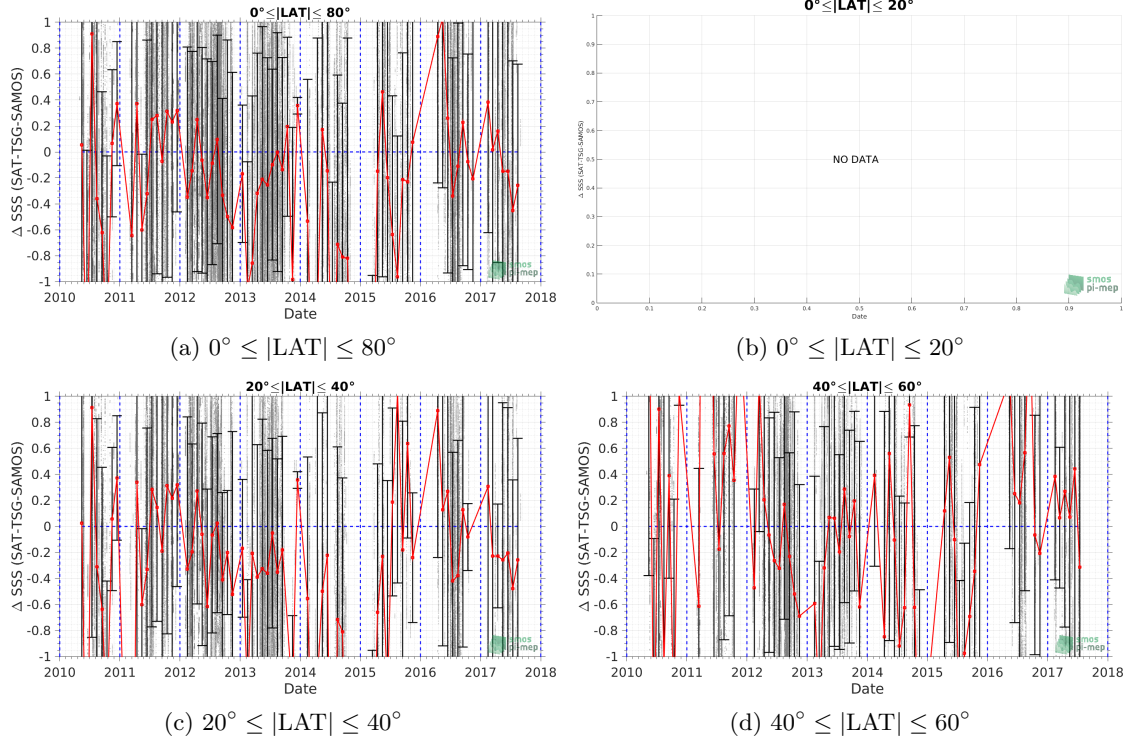 0°≤|LAT|≤ 80°
Δ SSS (SAT-TSG-SAMOS)
1
0.8
0.6
0.4
0.2
0
-0.2
-0.4
-0.6
-0.8
-1
2010 2011 2012 2013 2014 2015 2016 2017 2018
Date
smos
pi-mep
(a) 0° ≤ |LAT| ≤ 80°
0°≤|LAT|≤ 20°
Δ SSS (SAT-TSG-SAMOS)
1
0.9
0.8
0.7
0.6
0.5
0.4
0.3
0.2
0.1
0
NO DATA
0 0.1 0.2 0.3 0.4 0.5 0.6 0.7 0.8 0.9 1
Date
smos
pi-mep
(b) 0° ≤ |LAT| ≤ 20°
20°≤|LAT|≤ 40°
Δ SSS (SAT-TSG-SAMOS)
1
0.8
0.6
0.4
0.2
0
-0.2
-0.4
-0.6
-0.8
-1
2010 2011 2012 2013 2014 2015 2016 2017 2018
Date
smos
pi-mep
(c) 20° ≤ |LAT| ≤ 40°
40°≤|LAT|≤ 60°
Δ SSS (SAT-TSG-SAMOS)
1
0.8
0.6
0.4
0.2
0
-0.2
-0.4
-0.6
-0.8
-1
2010 2011 2012 2013 2014 2015 2016 2017 2018
Date
smos
pi-mep
(d) 40° ≤ |LAT| ≤ 60°